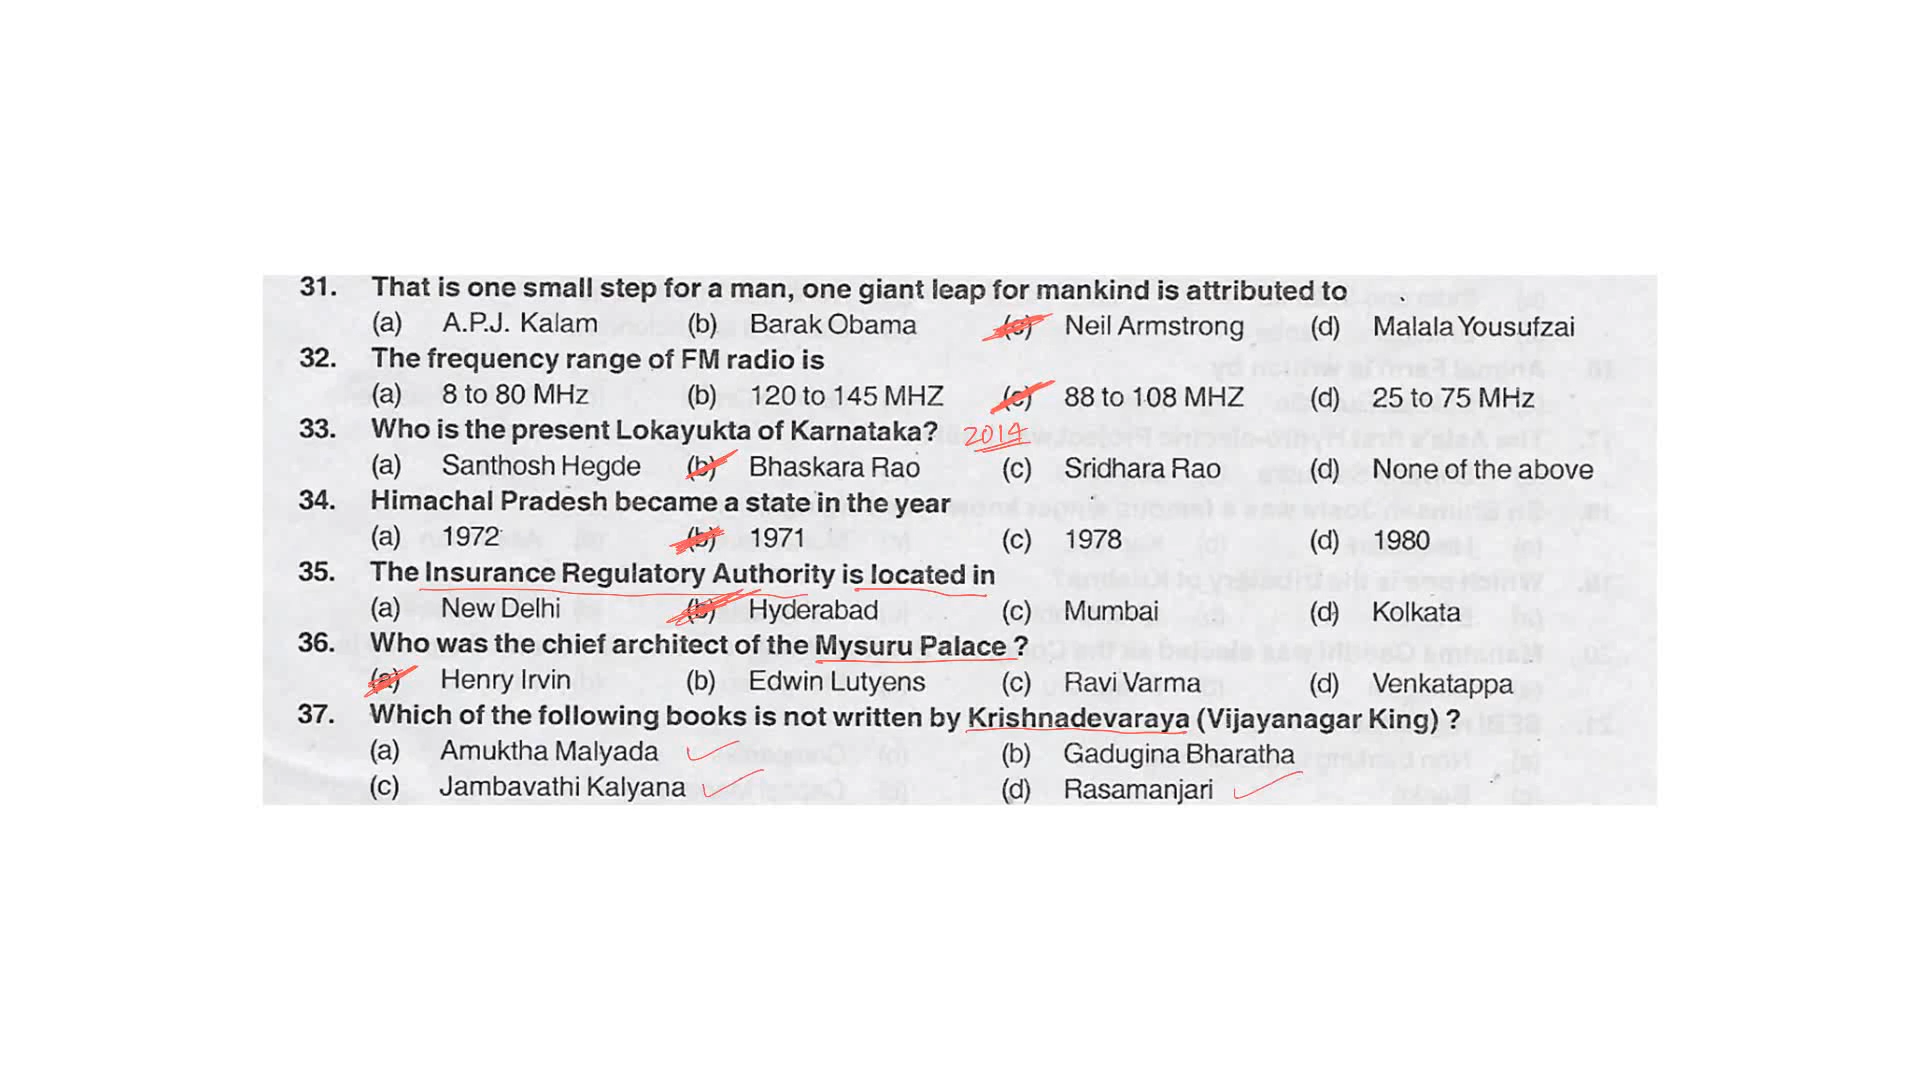 31. That is one small step for a man, one giant leap for mankind is attributed to
(a) A.P.J. Kalam (b) Barak Obama (c) Neil Armstrong (d) Malala Yousufzai
32. The frequency range of FM radio is
(a) 8 to 80 MHz (b) 120 to 145 MHZ (c) 88 to 108 MHZ (d) 25 to 75 MHz
33. Who is the present Lokayukta of Karnataka? 2014
(a) Santhosh Hegde (b) Bhaskara Rao (c) Sridhara Rao (d) None of the above
34. Himachal Pradesh became a state in the year
(a) 1972 (b) 1971 (c) 1978 (d) 1980
35. The Insurance Regulatory Authority is located in
(a) New Delhi (b) Hyderabad (c) Mumbai (d) Kolkata
36. Who was the chief architect of the Mysuru Palace ?
(a) Henry Irvin (b) Edwin Lutyens (c) Ravi Varma (d) Venkatappa
37. Which of the following books is not written by Krishnadevaraya (Vijayanagar King) ?
(a) Amuktha Malyada (b) Gadugina Bharatha
(c) Jambavathi Kalyana (d) Rasamanjari